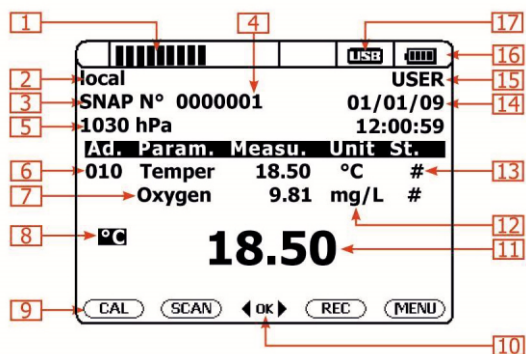 1 4 17
USB 16
2 local USER 15
3 SNAP N° 0000001 01/01/09 14
5 1030 hPa 12:00:59
Ad. Param. Measu. Unit St.
6 010 Temper 18.50 °C # 13
7 Oxygen 9.81 mg/L #
12
8 °C 18.50 11
9 CAL SCAN OK REC MENU
10